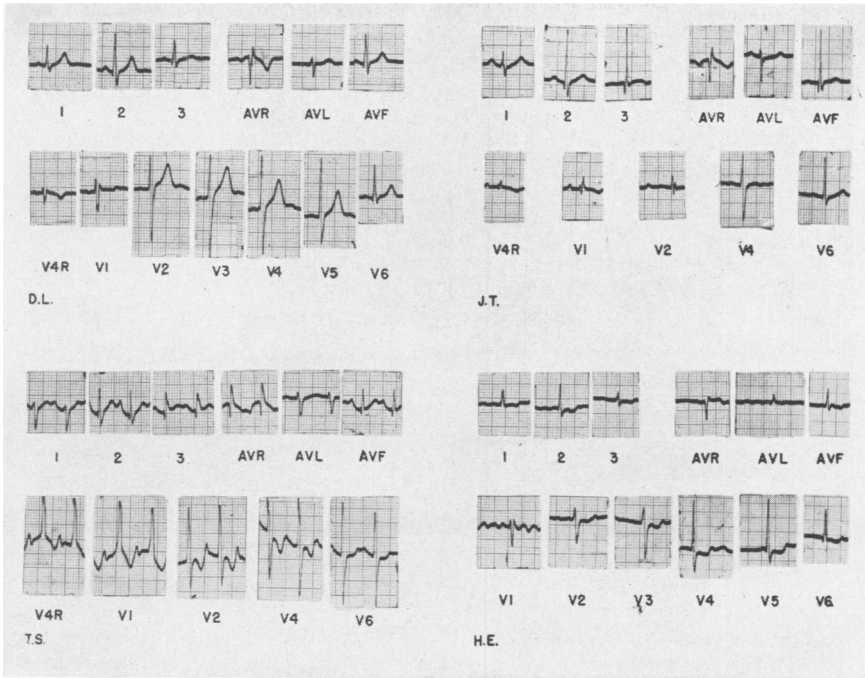 1 2 3 AVR AVL AVF
V4R V1 V2 V3 V4 V5 V6
D.L.
1 2 3 AVR AVL AVF
V4R V1 V2 V4 V6
J.T.
1 2 3 AVR AVL AVF
V4R V1 V2 V4 V6
T.S.
1 2 3 AVR AVL AVF
V1 V2 V3 V4 V5 V6
H.E.